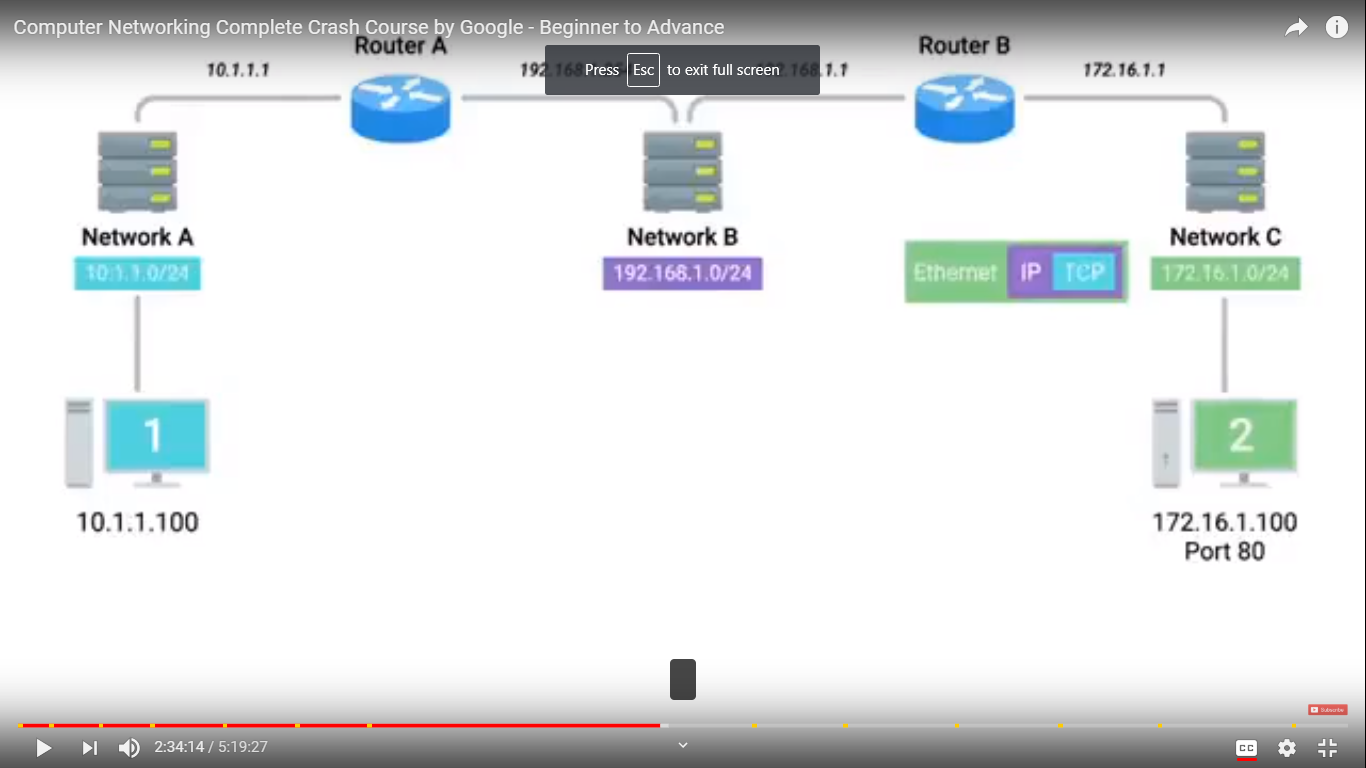 Computer Networking Complete Crash Course by Google - Beginner to Advance
Router A
Router B
Press Esc to exit full screen
10.1.1.1
192.168
.168.1.1
172.16.1.1
Network A
Network B
Network C
10.1.1.0/24
192.168.1.0/24
Ethernet IP TCP
172.16.1.0/24
1
2
10.1.1.100
172.16.1.100
Port 80
Subscribe
2:34:14 / 5:19:27
CC